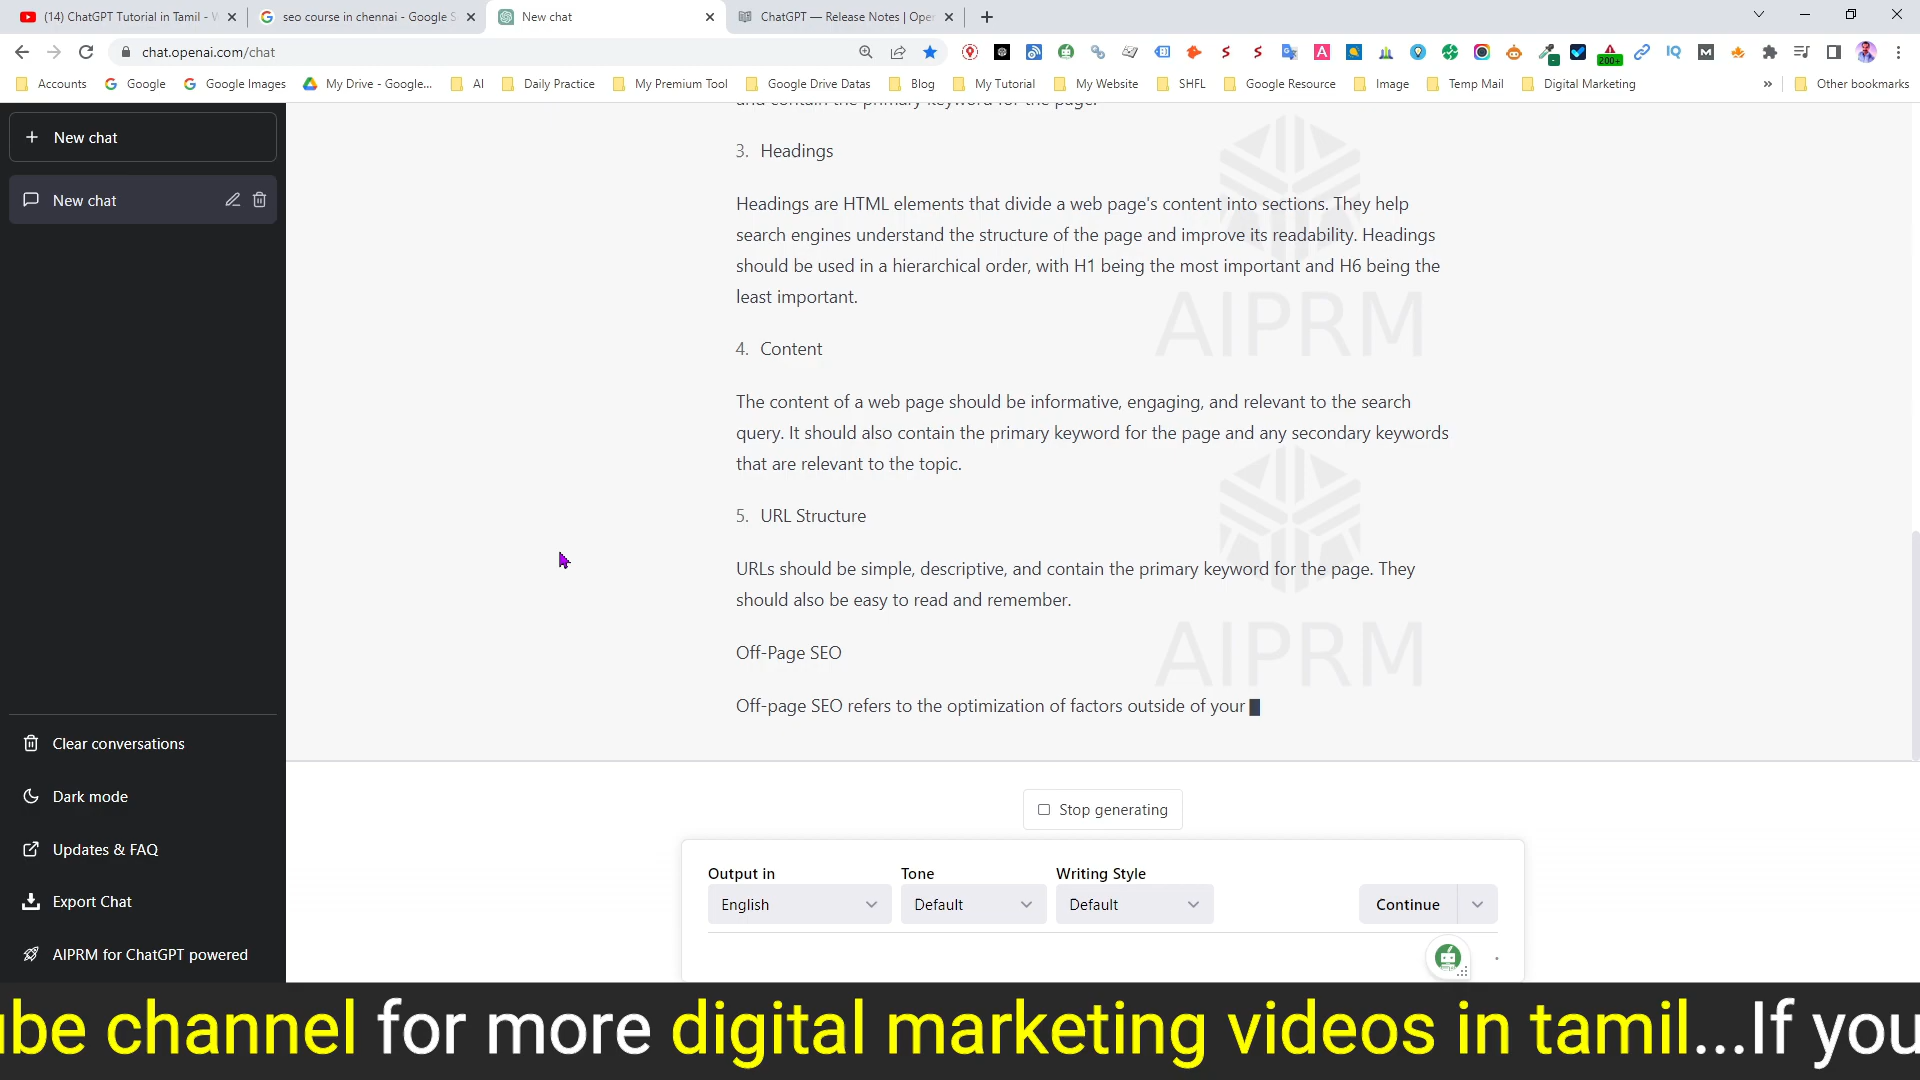 (14) ChatGPT Tutorial in Tamil -
seo course in chennai - Google S
New chat
ChatGPT — Release Notes | Ope
chat.openai.com/chat
200+
Accounts
Google
Google Images
My Drive - Google...
AI
Daily Practice
My Premium Tool
Google Drive Datas
Blog
My Tutorial
My Website
SHFL
Google Resource
Image
Temp Mail
Digital Marketing
»
Other bookmarks
+ New chat
New chat
Clear conversations
Dark mode
Updates & FAQ
Export Chat
AIPRM for ChatGPT powered
and contain the primary keyword for the page.
3. Headings
Headings are HTML elements that divide a web page's content into sections. They help
search engines understand the structure of the page and improve its readability. Headings
should be used in a hierarchical order, with H1 being the most important and H6 being the
least important.
AIPRM
4. Content
The content of a web page should be informative, engaging, and relevant to the search
query. It should also contain the primary keyword for the page and any secondary keywords
that are relevant to the topic.
5. URL Structure
URLs should be simple, descriptive, and contain the primary keyword for the page. They
should also be easy to read and remember.
AIPRM
Off-Page SEO
Off-page SEO refers to the optimization of factors outside of your
Stop generating
Output in
Tone
Writing Style
English
Default
Default
Continue
ube channel for more digital marketing videos in tamil...If you